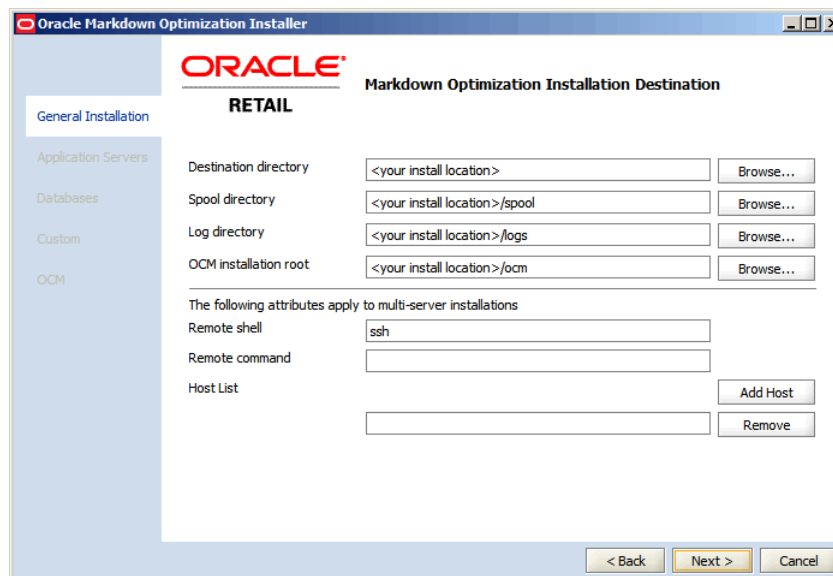 Oracle Markdown Optimization Installer
ORACLE
RETAIL
Markdown Optimization Installation Destination
General Installation
Application Servers
Databases
Custom
OCM
Destination directory <your install location> Browse...
Spool directory <your install location>/spool Browse...
Log directory <your install location>/logs Browse...
OCM installation root <your install location>/ocm Browse...
The following attributes apply to multi-server installations
Remote shell ssh
Remote command
Host List Add Host
Remove
< Back Next > Cancel